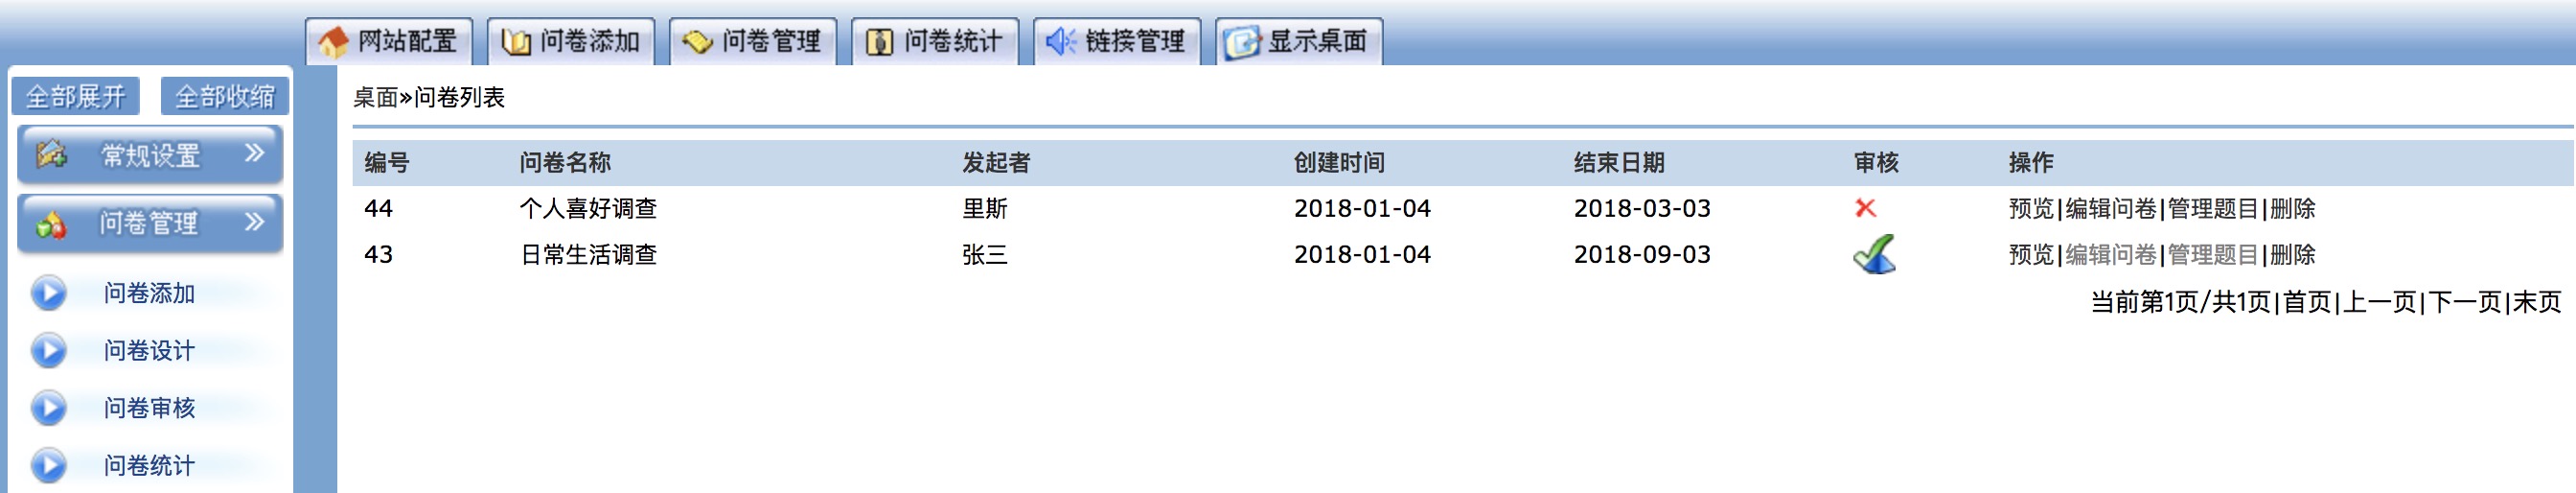 网站配置 问卷添加 问卷管理 问卷统计 链接管理 显示桌面
全部展开 全部收缩
常规设置
问卷管理
问卷添加
问卷设计
问卷审核
问卷统计
桌面»问卷列表
编号 问卷名称 发起者 创建时间 结束日期 审核 操作
44 个人喜好调查 里斯 2018-01-04 2018-03-03 预览|编辑问卷|管理题目|删除
43 日常生活调查 张三 2018-01-04 2018-09-03 预览|编辑问卷|管理题目|删除
当前第1页/共1页|首页|上一页|下一页|末页